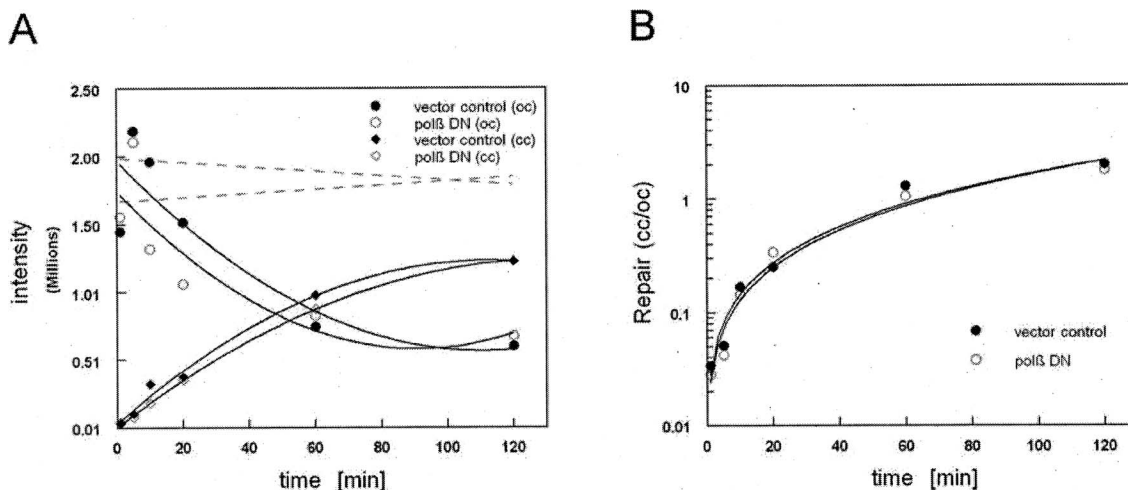 A
2.50
2.00
1.50
1.01
0.51
0.01
intensity
(Millions)
0
20
40
60
80
100
120
time [min]
vector control (oc)
polß DN (oc)
vector control (cc)
polß DN (cc)
B
10
1
0.1
0.01
Repair (cc/oc)
0
20
40
60
80
100
120
time [min]
vector control
polß DN